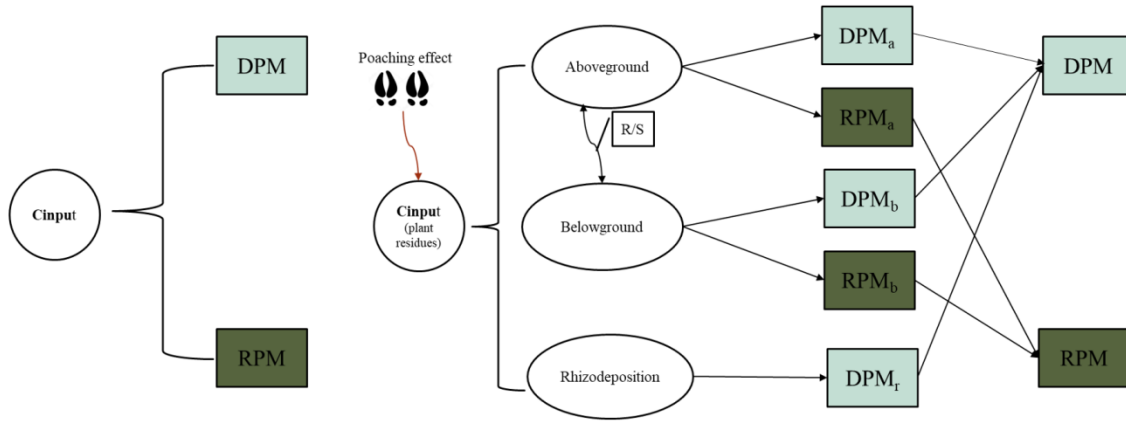 DPM
Cinput
RPM
Poaching effect
Cinput
(plant
residues)
Aboveground
R/S
Belowground
Rhizodeposition
DPMa
RPMa
DPMb
RPMb
DPMr
DPM
RPM